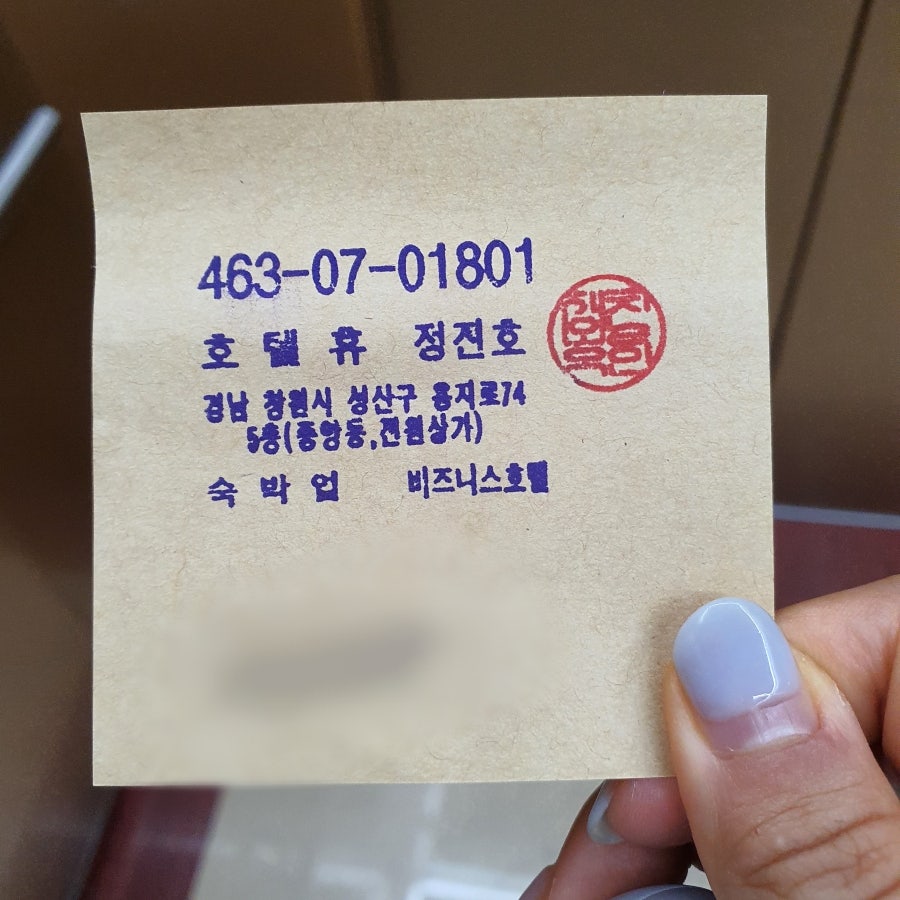 463-07-01801
호텔휴 정진호
경남 창원시 성산구 용지로74
5층(중앙동,전원상가)
숙박업 비즈니스호텔